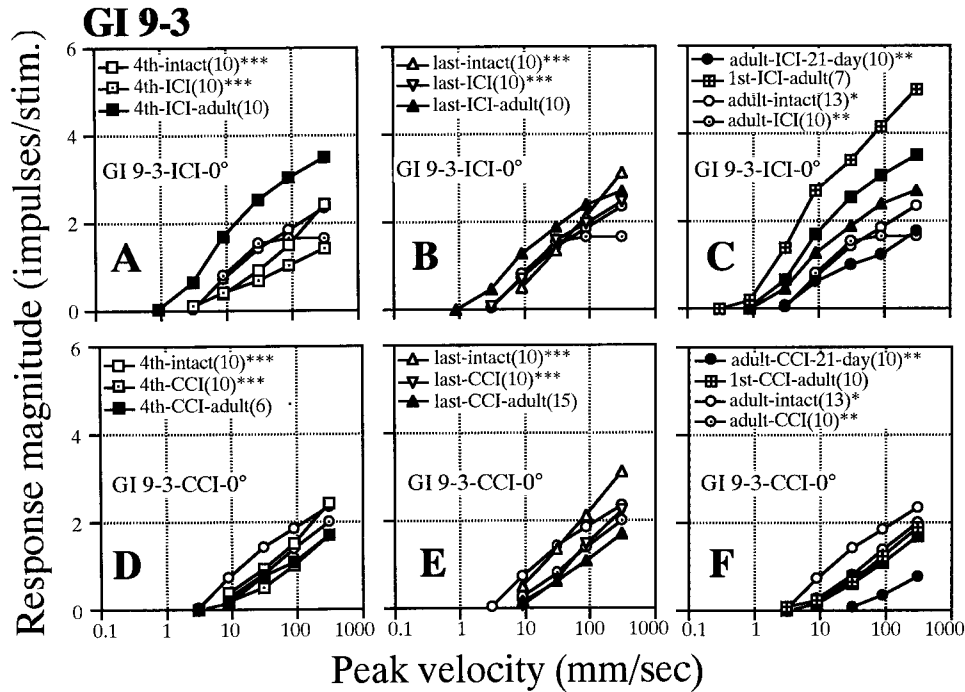 GI 9-3
Response magnitude (impulses/stim.)
6
4
2
0
4th-intact(10)***
4th-ICI(10)***
4th-ICI-adult(10)
GI 9-3-ICI-0°
A
last-intact(10)***
last-ICI(10)***
last-ICI-adult(10)
GI 9-3-ICI-0°
B
adult-ICI-21-day(10)**
1st-ICI-adult(7)
adult-intact(13)*
adult-ICI(10)**
GI 9-3-ICI-0°
C
6
4
2
0
4th-intact(10)***
4th-CCI(10)***
4th-CCI-adult(6)
GI 9-3-CCI-0°
D
last-intact(10)***
last-CCI(10)***
last-CCI-adult(15)
GI 9-3-CCI-0°
E
adult-CCI-21-day(10)**
1st-CCI-adult(10)
adult-intact(13)*
adult-CCI(10)**
GI 9-3-CCI-0°
F
0.1 1 10 100 1000
0.1 1 10 100 1000
0.1 1 10 100 1000
Peak velocity (mm/sec)